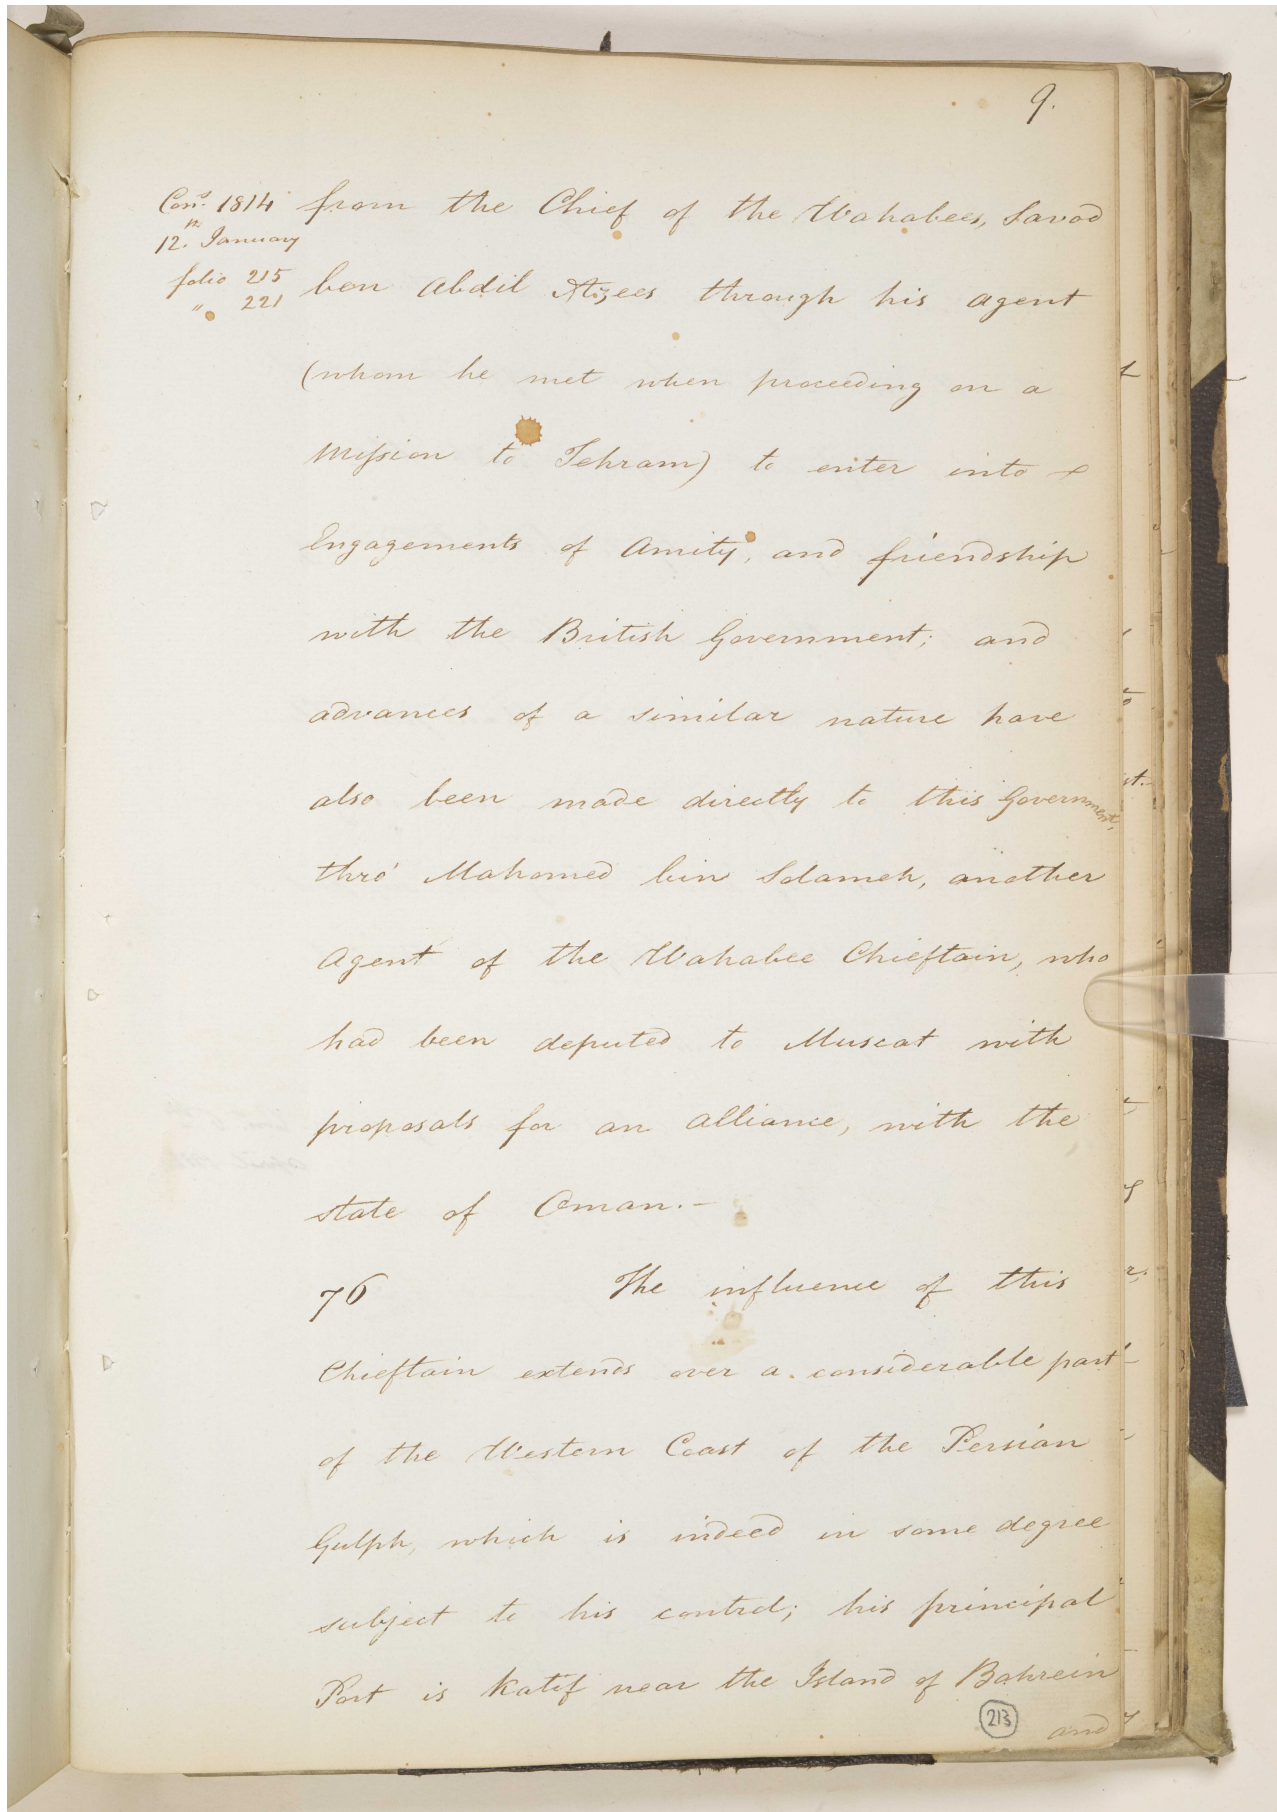 9.
Cons. 1814
12th January
folio 215
" 221
from the Chief of the Wahabees, Savod
ben Abdil Azees through his agent
(whom he met when proceeding on a
Mission to Tehram) to enter into
Engagements of Amity, and friendship
with the British Government; and
advances of a similar nature have
also been made directly to this Government,
thro' Mahomed bin Salameh, another
Agent of the Wahabee Chieftain, who
had been deputed to Muscat with
proposals for an alliance, with the
state of Oman.-
76 The influence of this
Chieftain extends over a considerable part
of the Western Coast of the Persian
Gulph, which is indeed in some degree
subject to his control; his principal
Port is Katif near the Island of Bahrein
213
and